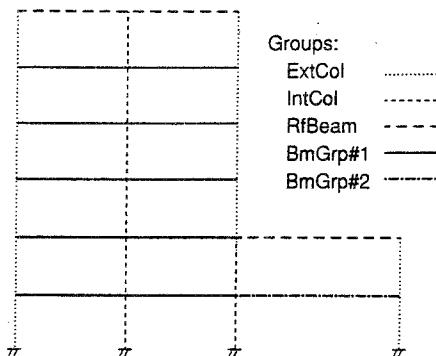 Groups:
ExtCol
IntCol
RfBeam
BmGrp#1
BmGrp#2